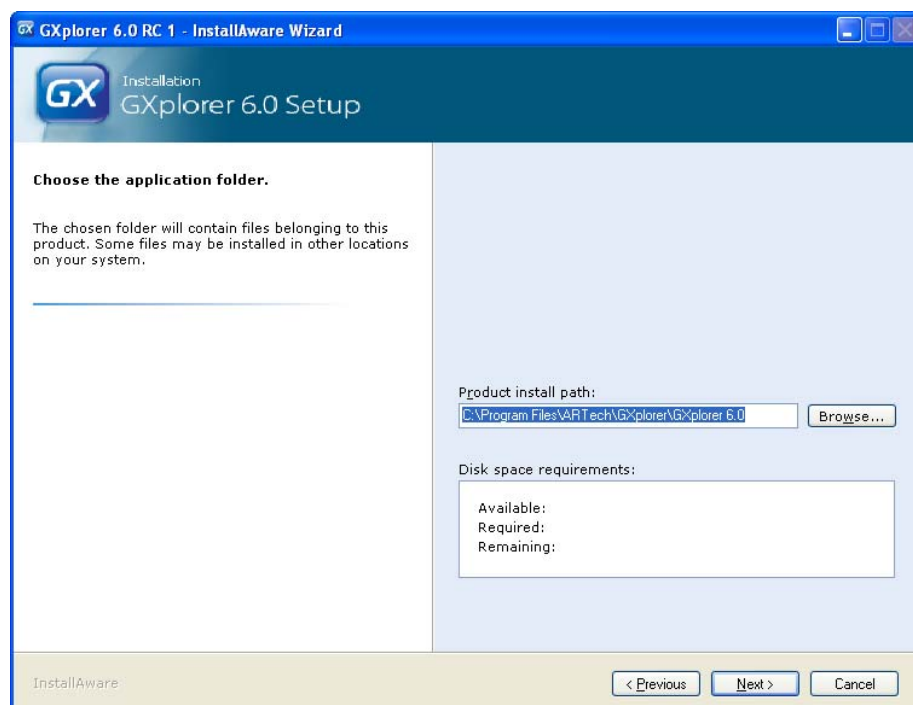 GX GXplorer 6.0 RC 1 - InstallAware Wizard
GX
Installation
GXplorer 6.0 Setup
Choose the application folder.
The chosen folder will contain files belonging to this
product. Some files may be installed in other locations
on your system.
Product install path:
C:\Program Files\ARTech\GXplorer\GXplorer 6.0
Browse...
Disk space requirements:
Available:
Required:
Remaining:
InstallAware
< Previous
Next >
Cancel